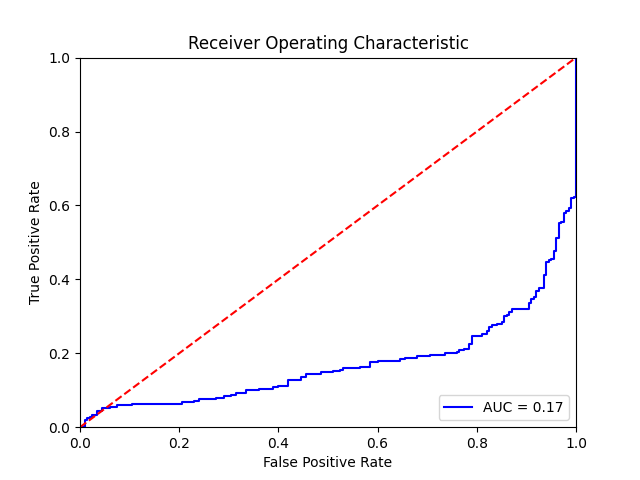 Receiver Operating Characteristic
True Positive Rate
1.0
0.8
0.6
0.4
0.2
0.0
AUC = 0.17
0.0 0.2 0.4 0.6 0.8 1.0
False Positive Rate